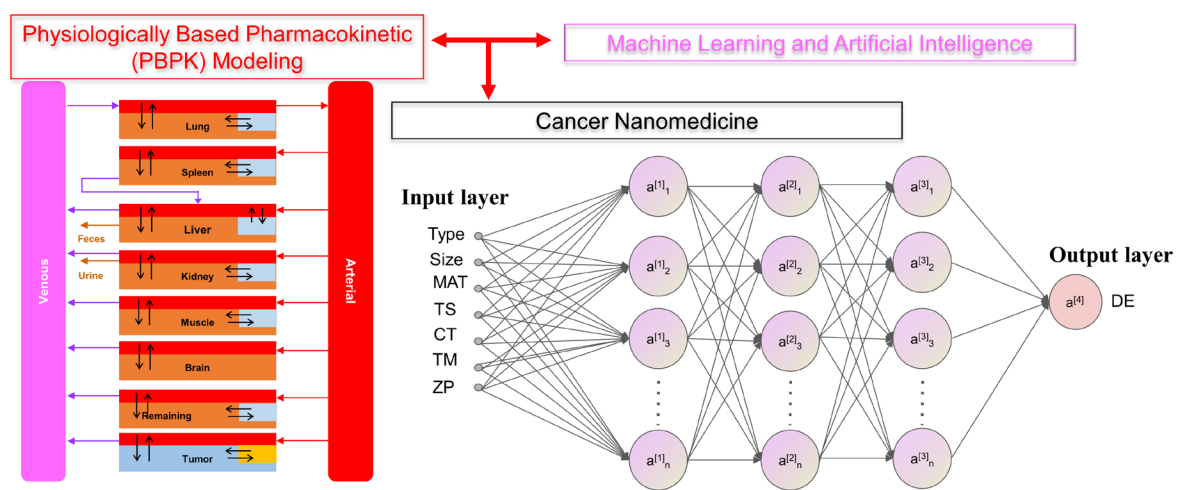 Physiologically Based Pharmacokinetic
(PBPK) Modeling
Machine Learning and Artificial Intelligence
Cancer Nanomedicine
Venous
Arterial
Lung
Spleen
Liver
Feces
Kidney
Urine
Muscle
Brain
Remaining
Tumor
Input layer
Type
Size
MAT
TS
CT
TM
ZP
a[1]1
a[1]2
a[1]3
a[1]n
a[2]1
a[2]2
a[2]3
a[2]n
a[3]1
a[3]2
a[3]3
a[3]n
Output layer
a[4]
DE